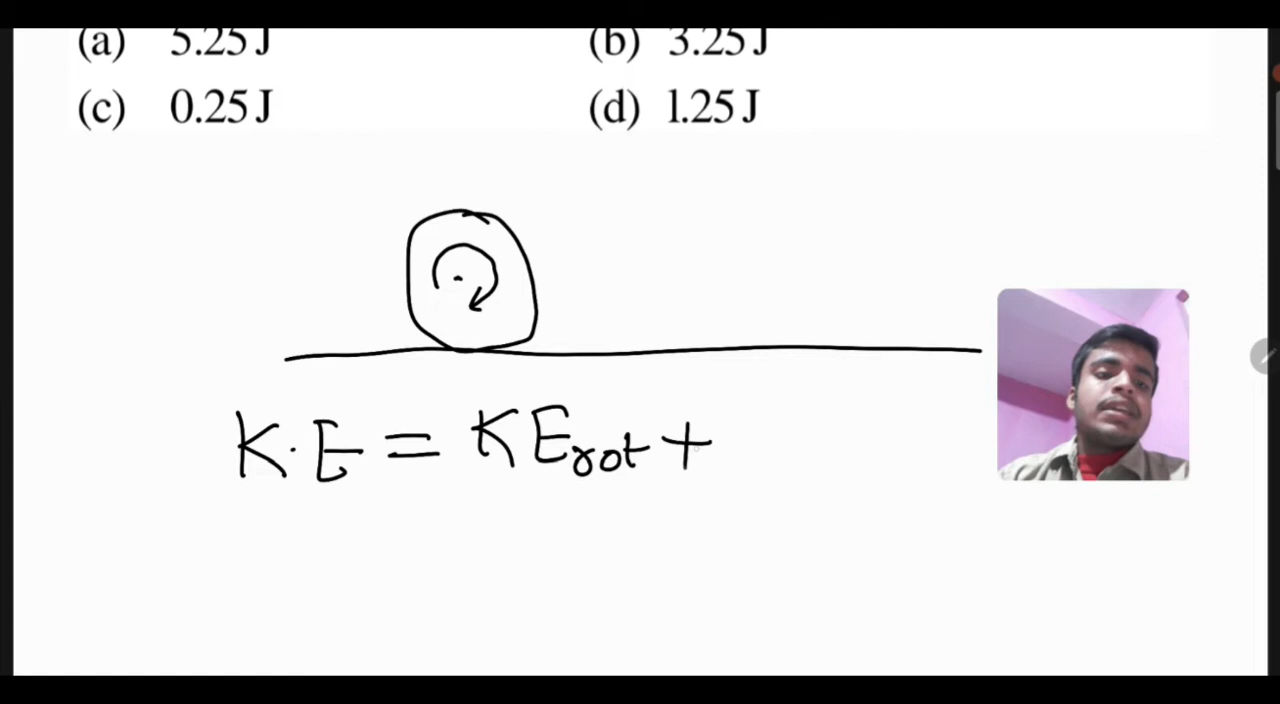 (a) 5.25 J (b) 3.25 J
(c) 0.25 J (d) 1.25 J
K.E = KErot +